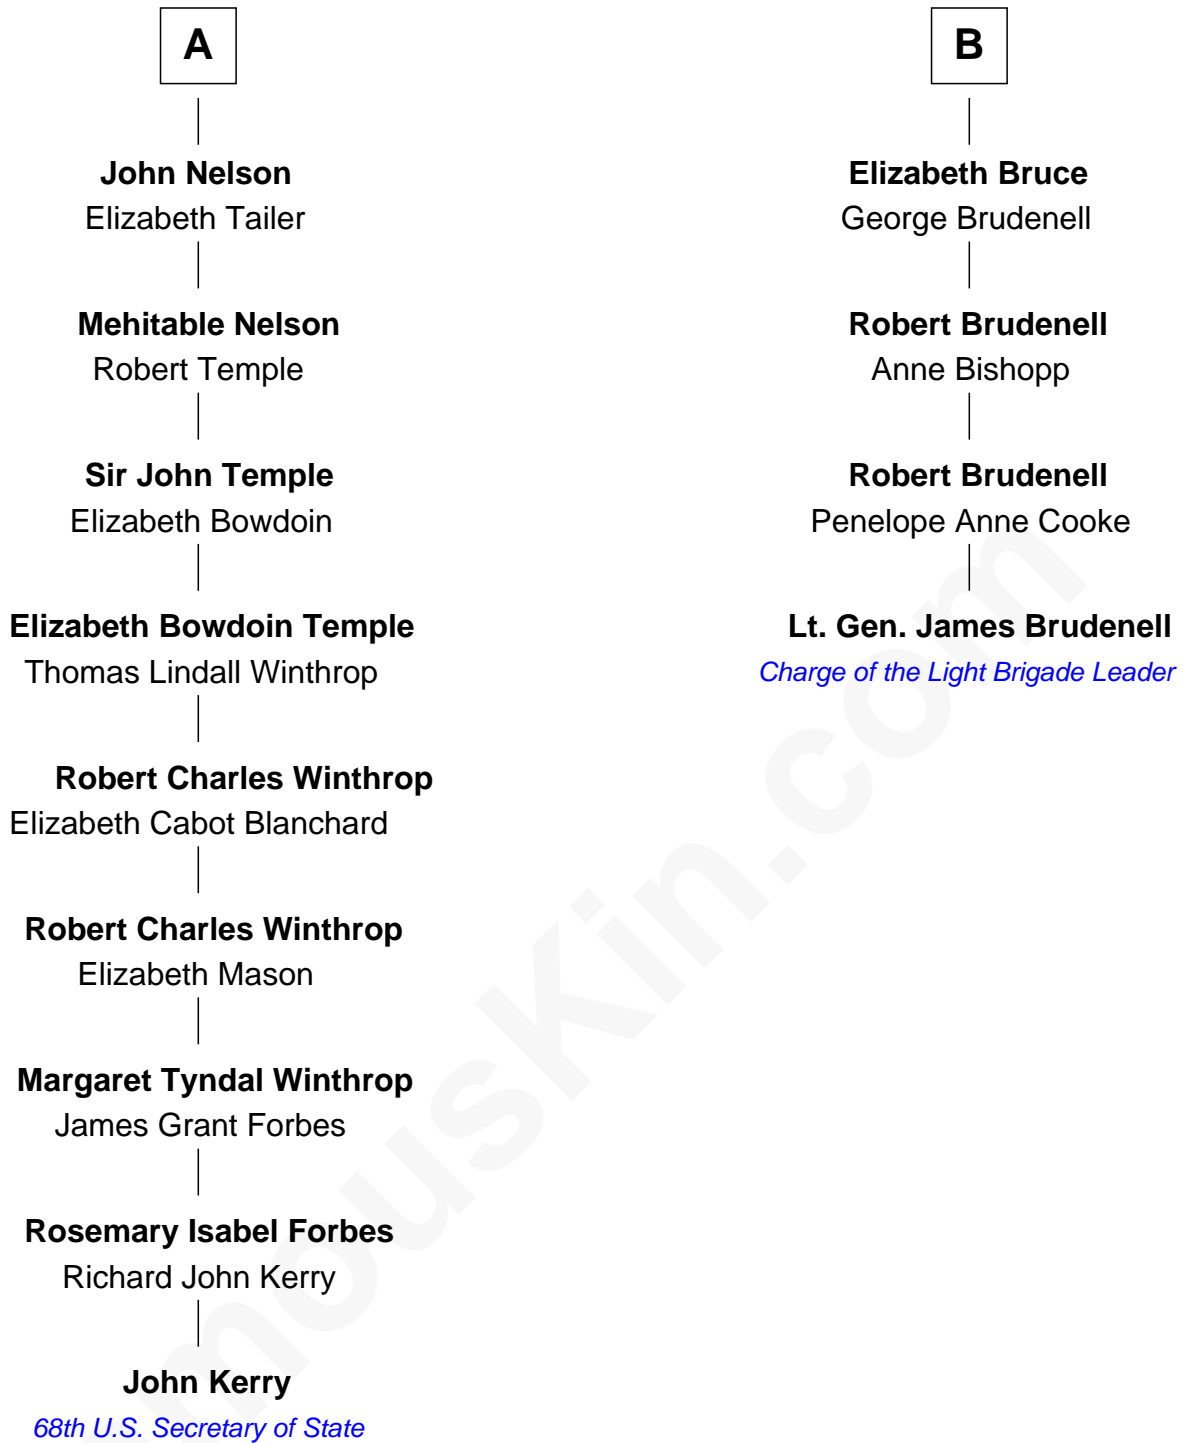 A
John Nelson
Elizabeth Tailer
Mehitable Nelson
Robert Temple
Sir John Temple
Elizabeth Bowdoin
Elizabeth Bowdoin Temple
Thomas Lindall Winthrop
Robert Charles Winthrop
Elizabeth Cabot Blanchard
Robert Charles Winthrop
Elizabeth Mason
Margaret Tyndal Winthrop
James Grant Forbes
Rosemary Isabel Forbes
Richard John Kerry
John Kerry
68th U.S. Secretary of State
B
Elizabeth Bruce
George Brudenell
Robert Brudenell
Anne Bishopp
Robert Brudenell
Penelope Anne Cooke
Lt. Gen. James Brudenell
Charge of the Light Brigade Leader
mouskin.com